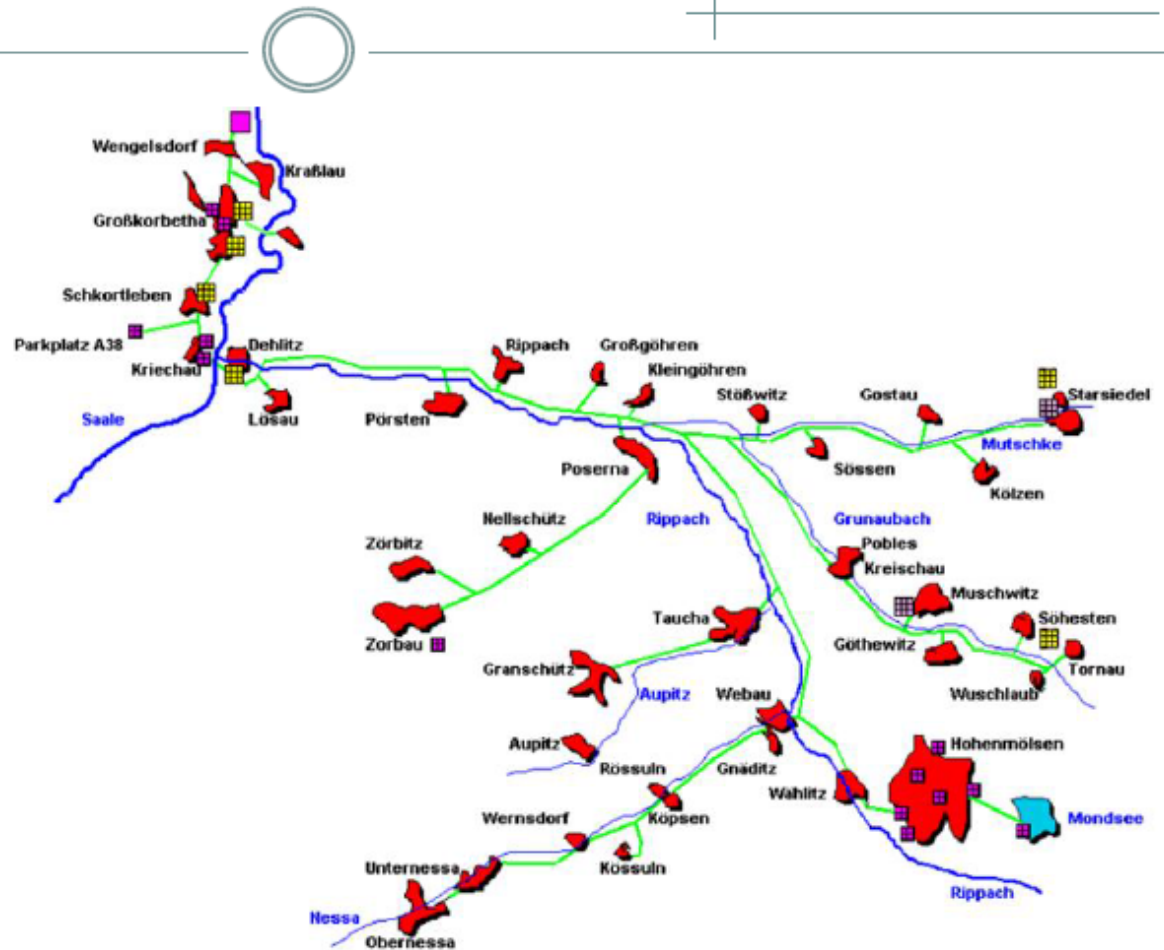 Wengelsdorf
Kraßlau
Großkorbetha
Schkortleben
Parkplatz A38
Kriechau
Dehlitz
Lösau
Saale
Pörsten
Rippach
Großgöhren
Kleingöhren
Stößwitz
Gostau
Starsiedel
Mutschke
Sössen
Kölzen
Poserna
Nellschütz
Rippach
Grunaubach
Zörbitz
Pobles
Kreischau
Muschwitz
Söhesten
Zorbau
Taucha
Göthewitz
Tornau
Granschütz
Wuschlaub
Aupitz
Webau
Aupitz
Rössuln
Gnäditz
Hohenmölsen
Wählitz
Wernsdorf
Köpsen
Mondsee
Unternessa
Kössuln
Rippach
Nessa
Obernessa